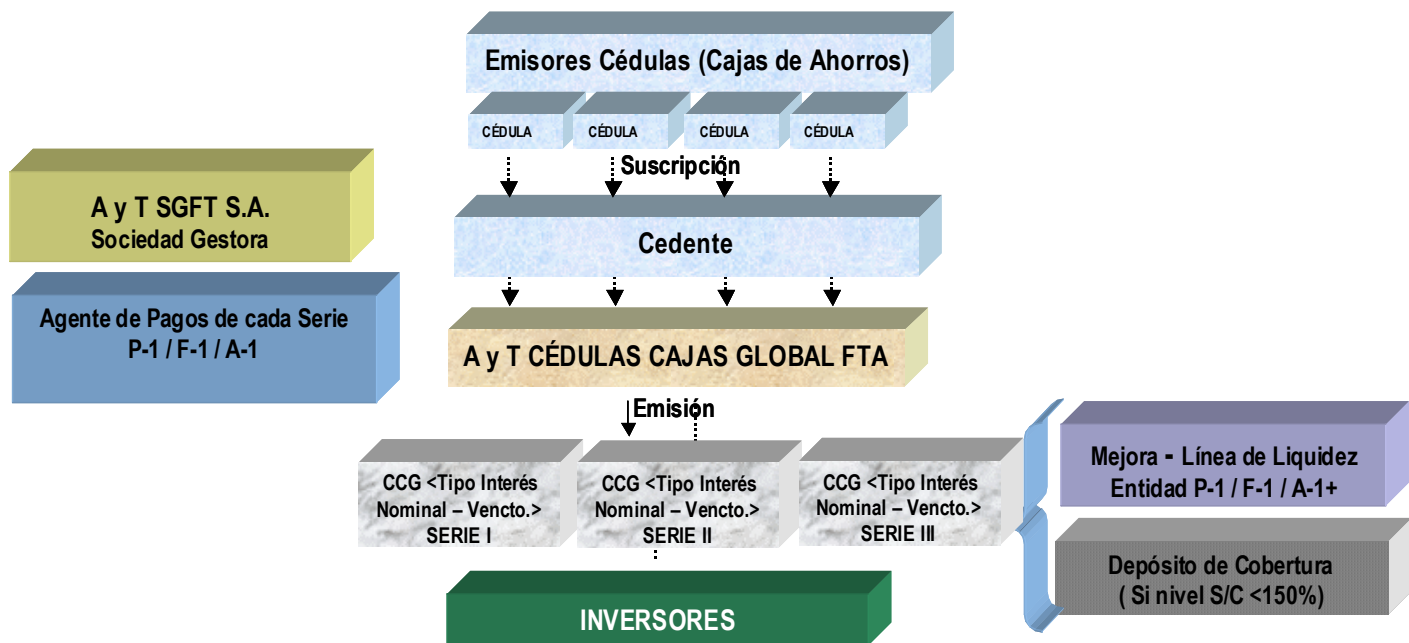 Emisores Cédulas (Cajas de Ahorros)
CÉDULA CÉDULA CÉDULA CÉDULA
Suscripción
A y T SGFT S.A.
Sociedad Gestora
Cedente
Agente de Pagos de cada Serie
P-1 / F-1 / A-1
A y T CÉDULAS CAJAS GLOBAL FTA
Emisión
CCG <Tipo Interés
Nominal – Vencto.>
SERIE I
CCG <Tipo Interés
Nominal – Vencto.>
SERIE II
CCG <Tipo Interés
Nominal – Vencto.>
SERIE III
Mejora - Línea de Liquidez
Entidad P-1 / F-1 / A-1+
Depósito de Cobertura
( Si nivel S/C <150%)
INVERSORES